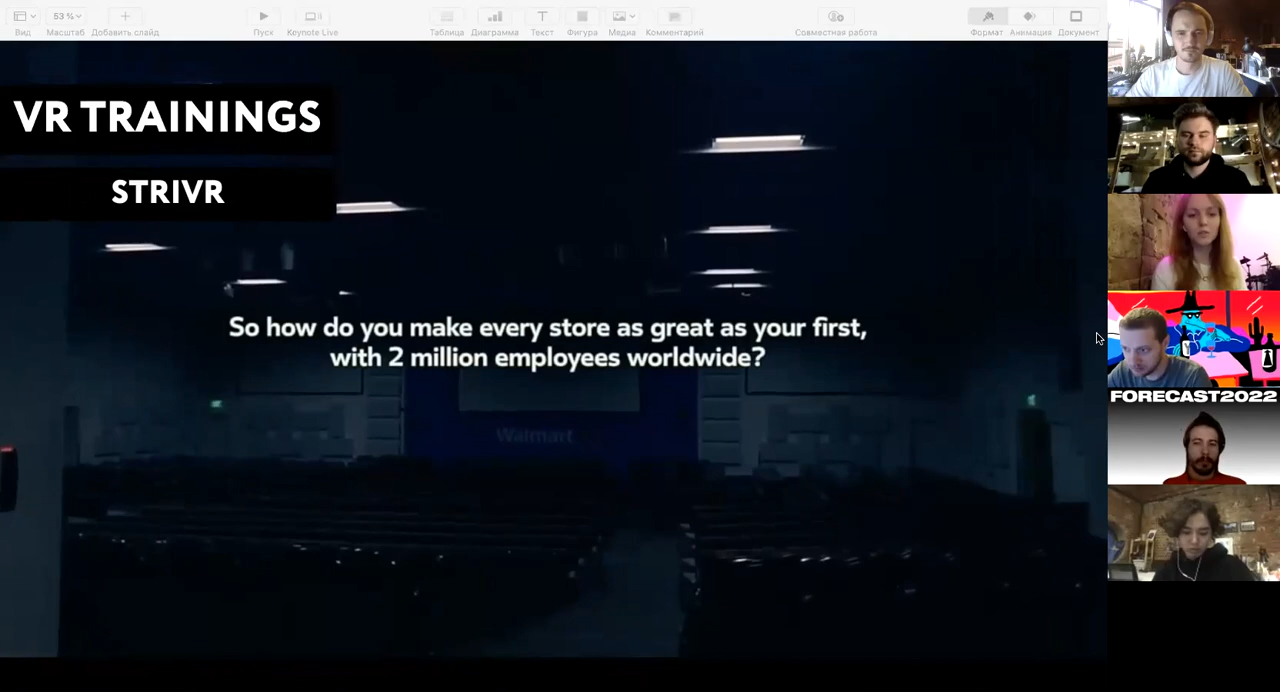 53 %
Вид
Масштаб
Добавить слайд
Пуск
Keynote Live
Таблица
Диаграмма
Текст
Фигура
Медиа
Комментарий
Совместная работа
Формат
Анимация
Документ
VR TRAININGS
STRIVR
So how do you make every store as great as your first,
with 2 million employees worldwide?
Walmart
FORECAST2022